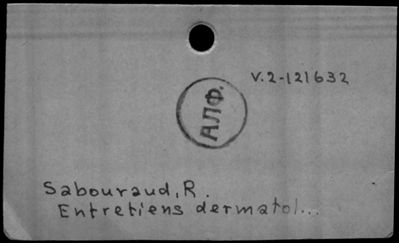 V.2-121632
АЛФ.
Sabouraud, R.
Entretiens dermatol...